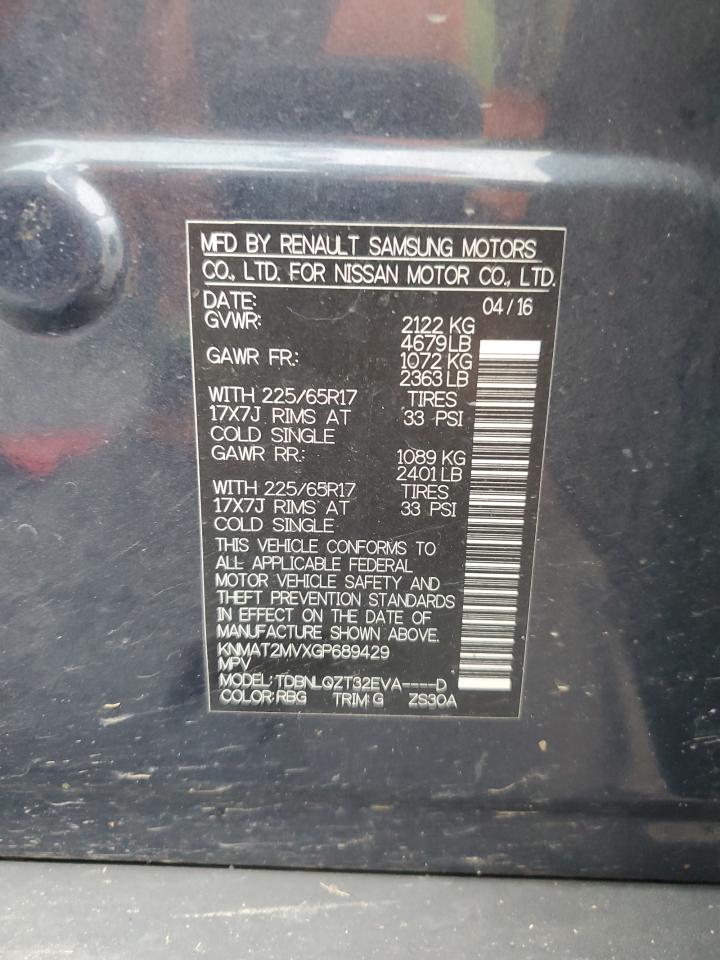 MFD BY RENAULT SAMSUNG MOTORS
CO., LTD. FOR NISSAN MOTOR CO., LTD.
DATE: 04/16
GVWR: 2122 KG
4679 LB
GAWR FR.: 1072 KG
2363 LB
WITH 225/65R17 TIRES
17X7J RIMS AT 33 PSI
COLD SINGLE
GAWR RR.: 1089 KG
2401 LB
WITH 225/65R17 TIRES
17X7J RIMS AT 33 PSI
COLD SINGLE
THIS VEHICLE CONFORMS TO
ALL APPLICABLE FEDERAL
MOTOR VEHICLE SAFETY AND
THEFT PREVENTION STANDARDS
IN EFFECT ON THE DATE OF
MANUFACTURE SHOWN ABOVE.
KNMAT2MVXGP689429
MPV
MODEL: TDBNLQZT32EVA----D
COLOR: RBG TRIM: G ZS30A